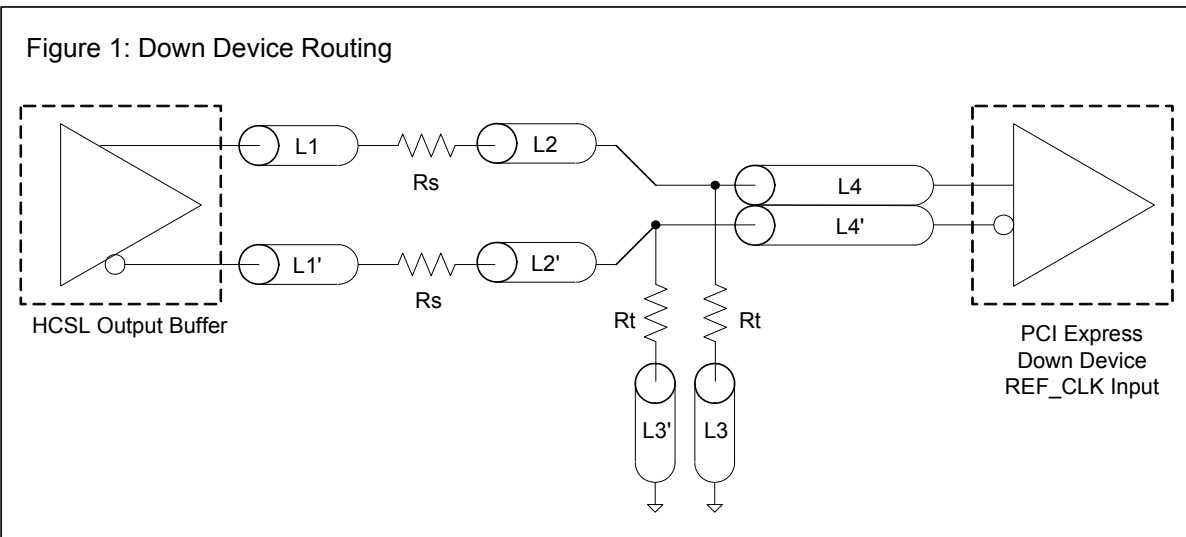 Figure 1: Down Device Routing
L1
Rs
L2
L4
L4'
L1'
Rs
L2'
HCSL Output Buffer
Rt
Rt
L3'
L3
PCI Express
Down Device
REF_CLK Input